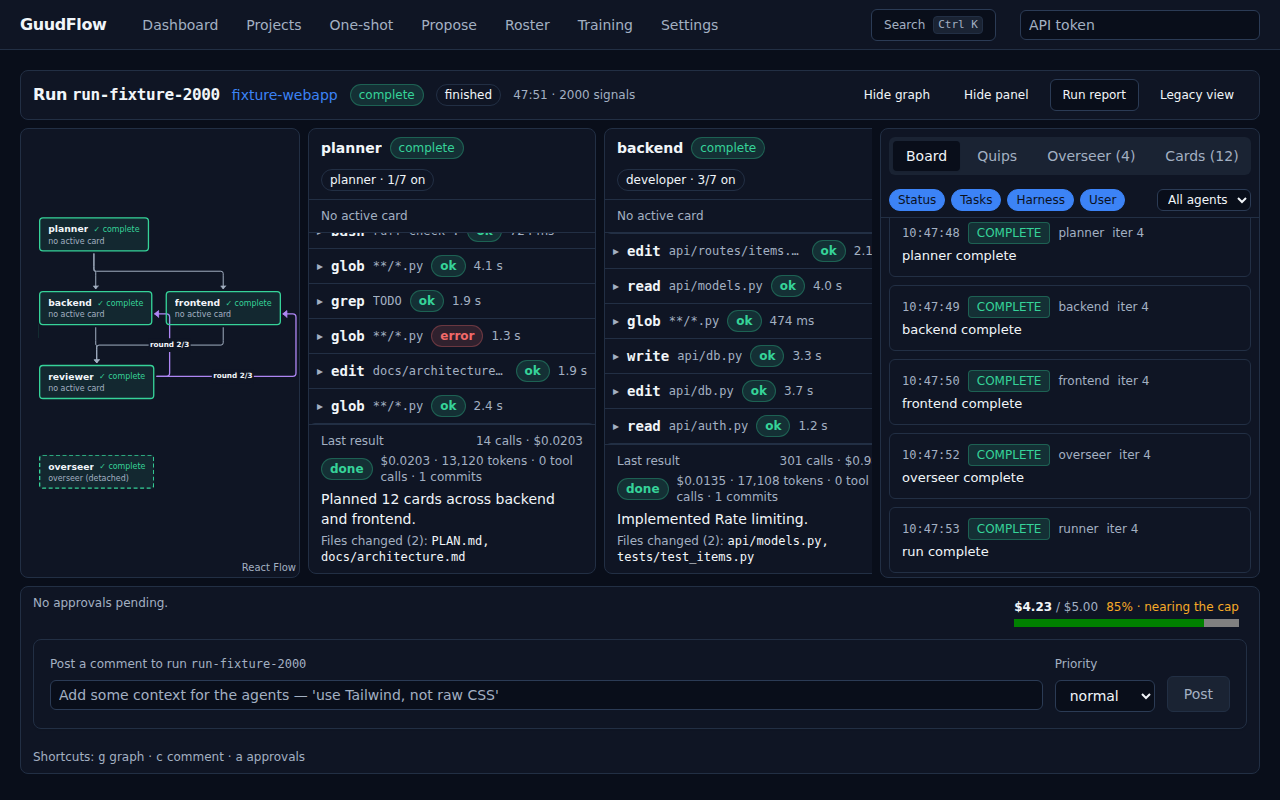 GuudFlow Dashboard Projects One-shot Propose Roster Training Settings Search Ctrl K API token
Run run-fixture-2000 fixture-webapp complete finished 47:51 · 2000 signals Hide graph Hide panel Run report Legacy view
planner ✓ complete
no active card
backend ✓ complete
no active card
frontend ✓ complete
no active card
round 2/3
reviewer ✓ complete
no active card
round 2/3
overseer ✓ complete
overseer (detached)
React Flow
planner complete
planner · 1/7 on
No active card
▸ glob **/*.py ok 4.1 s
▸ grep TODO ok 1.9 s
▸ glob **/*.py error 1.3 s
▸ edit docs/architecture… ok 1.9 s
▸ glob **/*.py ok 2.4 s
Last result 14 calls · $0.0203
done $0.0203 · 13,120 tokens · 0 tool
calls · 1 commits
Planned 12 cards across backend
and frontend.
Files changed (2): PLAN.md,
docs/architecture.md
backend complete
developer · 3/7 on
No active card
▸ edit api/routes/items.… ok 2.1
▸ read api/models.py ok 4.0 s
▸ glob **/*.py ok 474 ms
▸ write api/db.py ok 3.3 s
▸ edit api/db.py ok 3.7 s
▸ read api/auth.py ok 1.2 s
Last result 301 calls · $0.9
done $0.0135 · 17,108 tokens · 0 tool
calls · 1 commits
Implemented Rate limiting.
Files changed (2): api/models.py,
tests/test_items.py
Board Quips Overseer (4) Cards (12)
Status Tasks Harness User All agents
10:47:48 COMPLETE planner iter 4
planner complete
10:47:49 COMPLETE backend iter 4
backend complete
10:47:50 COMPLETE frontend iter 4
frontend complete
10:47:52 COMPLETE overseer iter 4
overseer complete
10:47:53 COMPLETE runner iter 4
run complete
No approvals pending.
$4.23 / $5.00 85% · nearing the cap
Post a comment to run run-fixture-2000
Add some context for the agents — 'use Tailwind, not raw CSS'
Priority
normal
Post
Shortcuts: g graph · c comment · a approvals